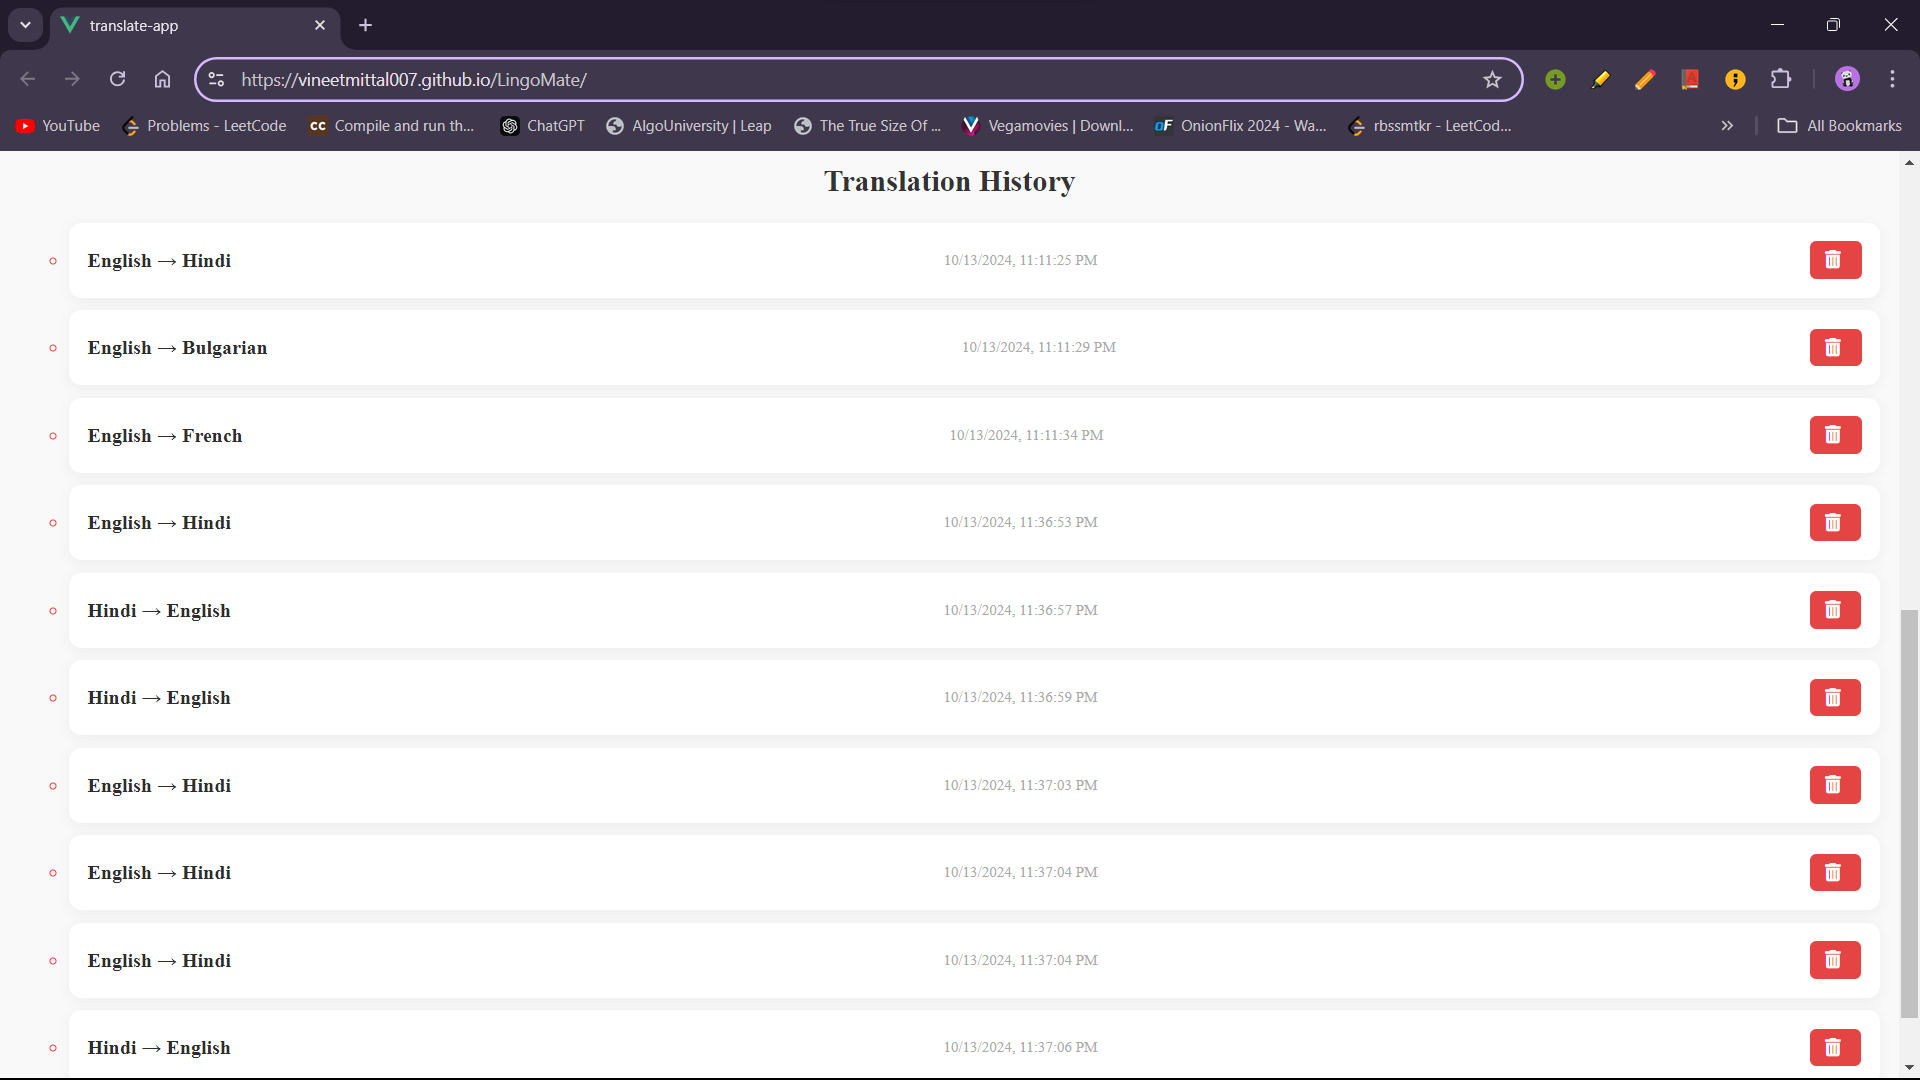 translate-app
https://vineetmittal007.github.io/LingoMate/
YouTube Problems - LeetCode CC Compile and run th... ChatGPT AlgoUniversity | Leap The True Size Of ... Vegamovies | Downl... oF OnionFlix 2024 - Wa... rbssmtkr - LeetCod... All Bookmarks
Translation History
English → Hindi 10/13/2024, 11:11:25 PM
English → Bulgarian 10/13/2024, 11:11:29 PM
English → French 10/13/2024, 11:11:34 PM
English → Hindi 10/13/2024, 11:36:53 PM
Hindi → English 10/13/2024, 11:36:57 PM
Hindi → English 10/13/2024, 11:36:59 PM
English → Hindi 10/13/2024, 11:37:03 PM
English → Hindi 10/13/2024, 11:37:04 PM
English → Hindi 10/13/2024, 11:37:04 PM
Hindi → English 10/13/2024, 11:37:06 PM